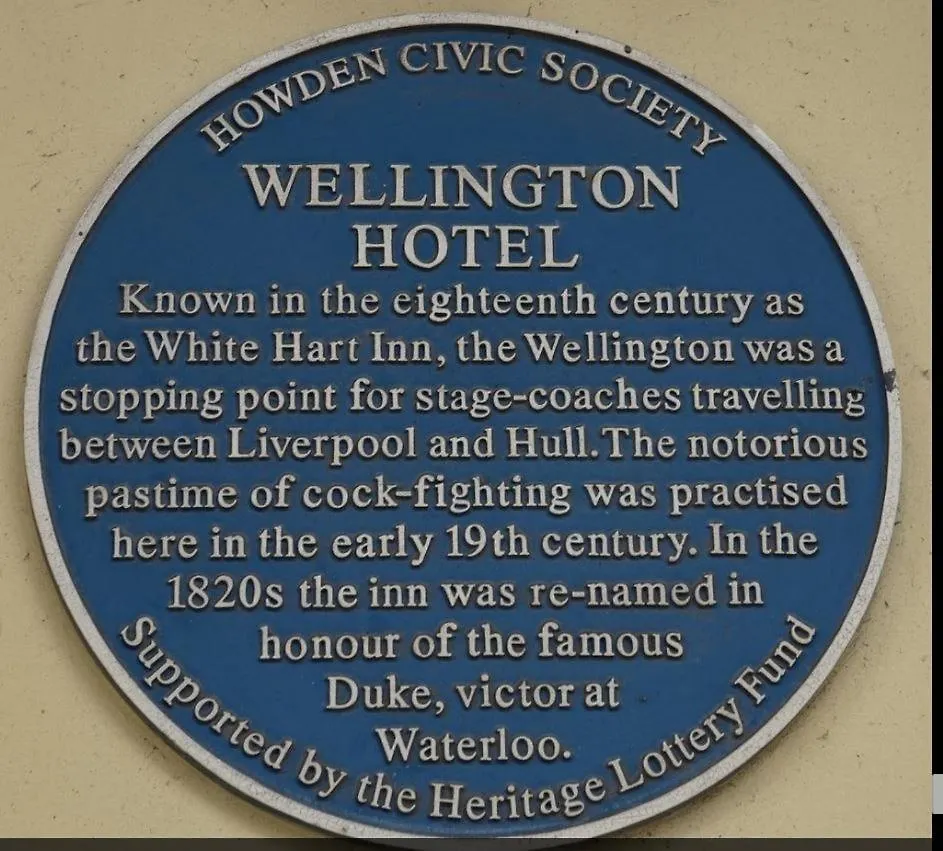 HOWDEN CIVIC SOCIETY
WELLINGTON
HOTEL
Known in the eighteenth century as
the White Hart Inn, the Wellington was a
stopping point for stage-coaches travelling
between Liverpool and Hull. The notorious
pastime of cock-fighting was practised
here in the early 19th century. In the
1820s the inn was re-named in
honour of the famous
Duke, victor at
Waterloo.
Supported by the Heritage Lottery Fund